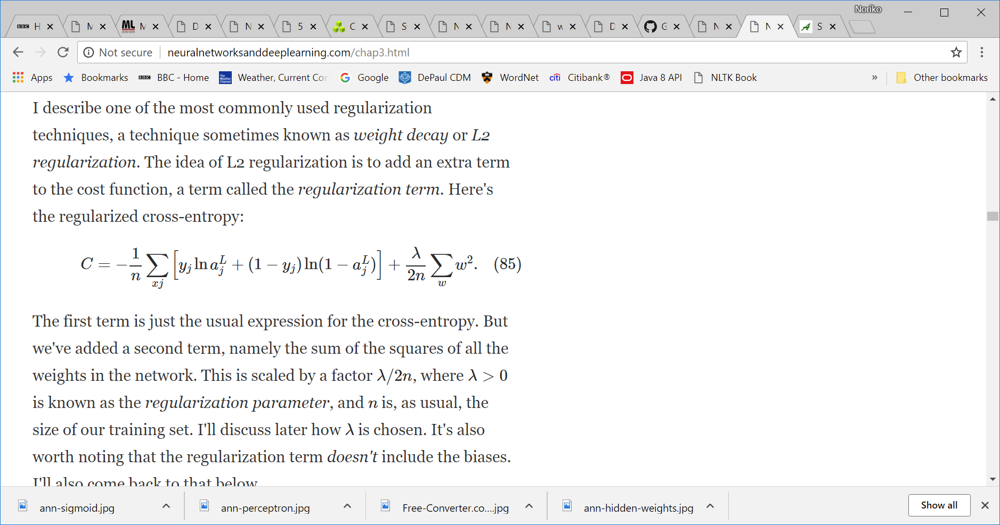 Noriko
BBC H M ML M D N 5 C S N N w D G N N S
Not secure neuralnetworksanddeeplearning.com/chap3.html
Apps Bookmarks BBC BBC - Home The Weather Channel Weather, Current Con Google DePaul CDM WordNet citi Citibank® Java 8 API NLTK Book » Other bookmarks
I describe one of the most commonly used regularization
techniques, a technique sometimes known as weight decay or L2
regularization. The idea of L2 regularization is to add an extra term
to the cost function, a term called the regularization term. Here's
the regularized cross-entropy:
C = −\frac{1}{n} \sum_{xj} [y_j ln a_j^L + (1 − y_j) ln(1 − a_j^L)] + \frac{λ}{2n} \sum_w w^2. (85)
The first term is just the usual expression for the cross-entropy. But
we've added a second term, namely the sum of the squares of all the
weights in the network. This is scaled by a factor λ/2n, where λ > 0
is known as the regularization parameter, and n is, as usual, the
size of our training set. I'll discuss later how λ is chosen. It's also
worth noting that the regularization term doesn't include the biases.
I'll also come back to that below.
ann-sigmoid.jpg ann-perceptron.jpg Free-Converter.co....jpg ann-hidden-weights.jpg Show all